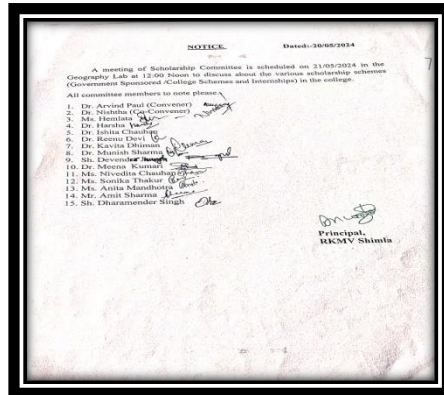 NOTICE Dated:-20/05/2024
A meeting of Scholarship Committee is scheduled on 21/05/2024 in the
Geography Lab at 12:00 Noon to discuss about the various scholarship schemes
(Government Sponsored /College Schemes and Internships) in the college.
All committee members to note please.
1. Dr. Arvind Paul (Convener)
2. Dr. Nishtha (Co-Convener)
3. Ms. Hemlata
4. Dr. Harsha
5. Dr. Ishita Chauhan
6. Dr. Reenu Devi
7. Dr. Kavita Dhiman
8. Dr. Munish Sharma
9. Sh. Devender
10. Dr. Meena Kumari
11. Ms. Nivedita Chauhan
12. Ms. Sonika Thakur
13. Ms. Anita Mandhotra
14. Mr. Amit Sharma
15. Sh. Dharamender Singh
Principal,
RKMV Shimla